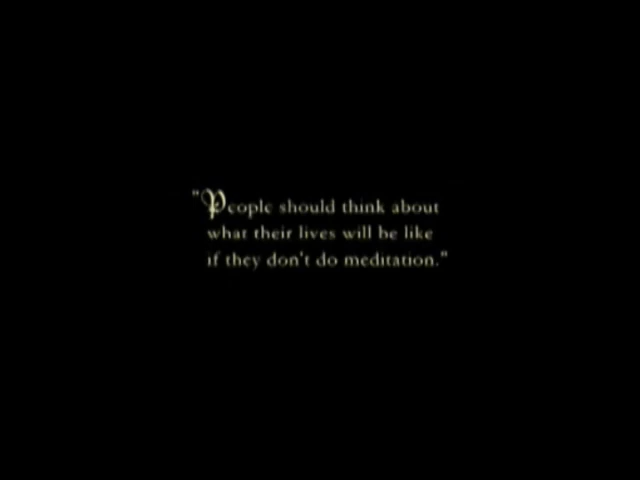 "People should think about
what their lives will be like
if they don't do meditation."